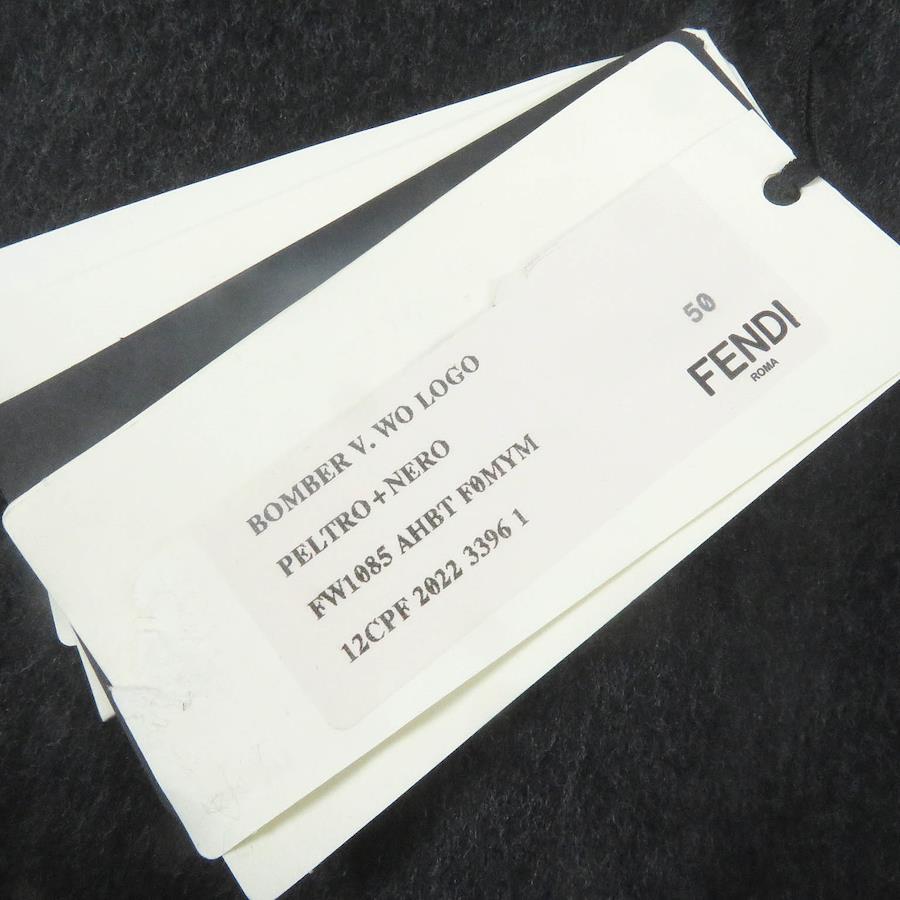 BOMBER V. WO LOGO
PELTRO+NERO
FW1085 AHBT F0MYM
12CPF 2022 3396 1
50
FENDI
ROMA